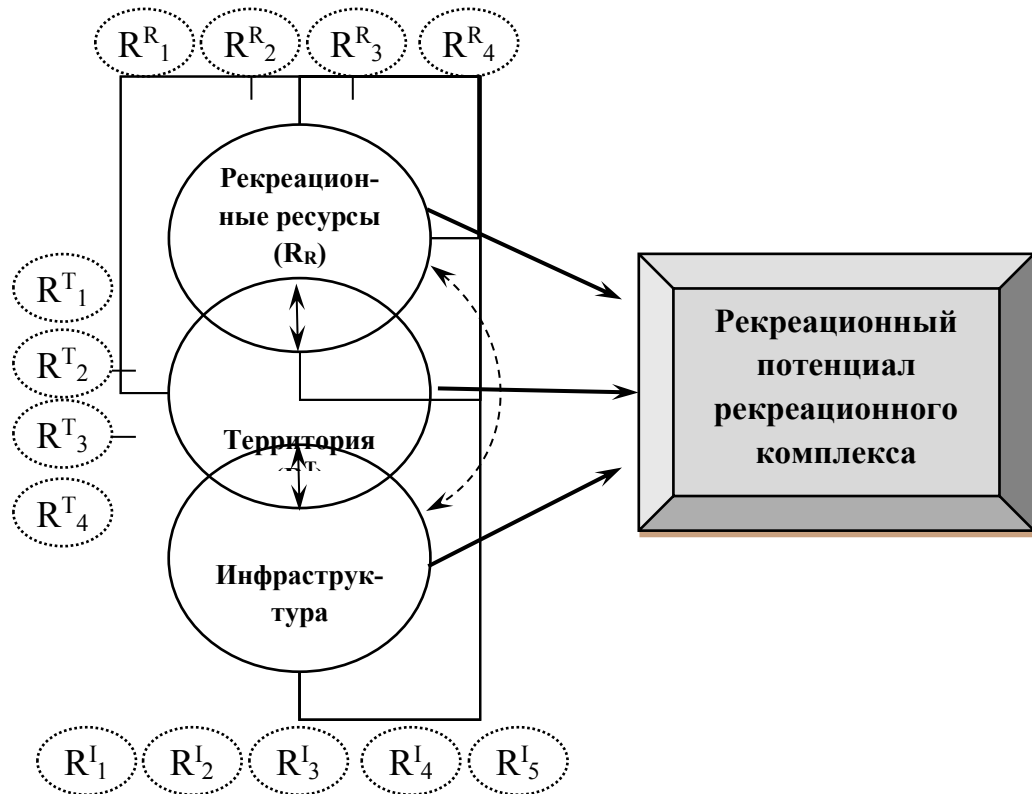 R^R_1 R^R_2 R^R_3 R^R_4
Рекреацион-
ные ресурсы
(R_R)
R^T_1
R^T_2
R^T_3
R^T_4
Территория
Инфраструк-
тура
Рекреационный
потенциал
рекреационного
комплекса
R^I_1 R^I_2 R^I_3 R^I_4 R^I_5